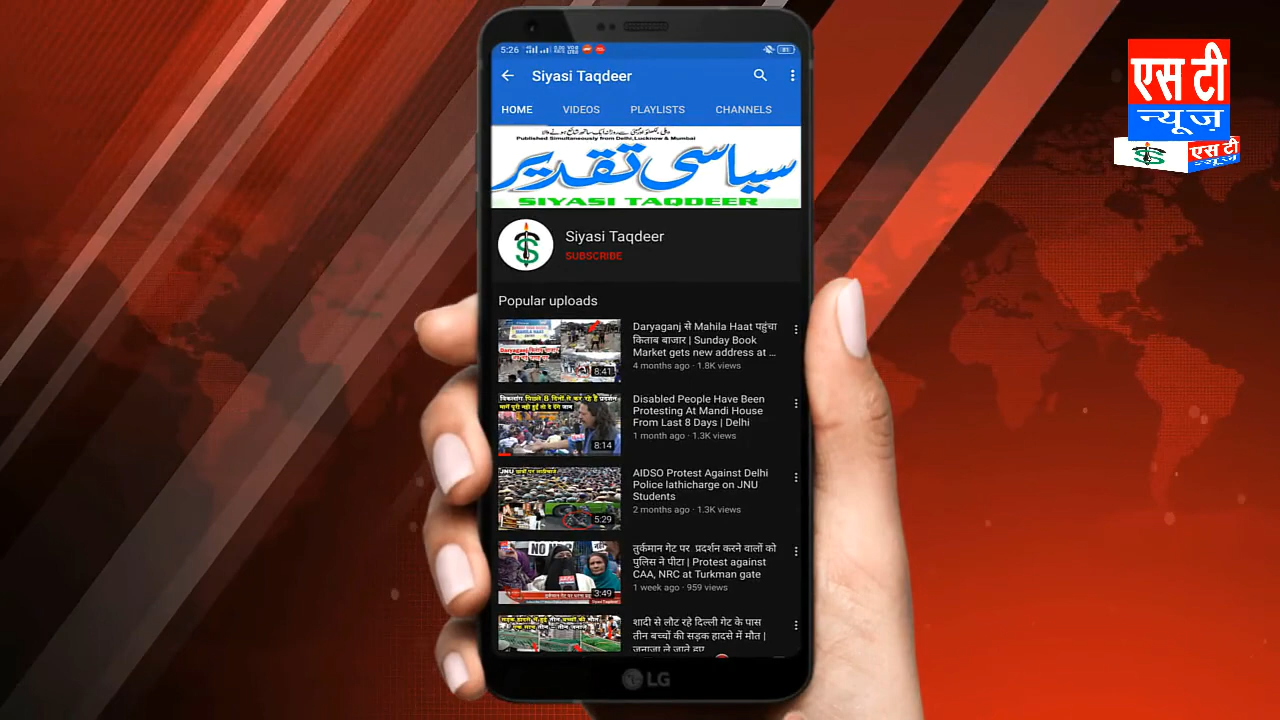 5:26
Siyasi Taqdeer
HOME VIDEOS PLAYLISTS CHANNELS
Published Simultaneously from Delhi, Lucknow & Mumbai
سیاسی تقدیر
SIYASI TAQDEER
Siyasi Taqdeer
SUBSCRIBE
Popular uploads
Daryaganj से Mahila Haat पहुंचा
किताब बाजार | Sunday Book
Market gets new address at ...
4 months ago · 1.8K views
8:41
Disabled People Have Been
Protesting At Mandi House
From Last 8 Days | Delhi
1 month ago · 1.3K views
8:14
AIDSO Protest Against Delhi
Police lathicharge on JNU
Students
2 months ago · 1.3K views
5:29
तुर्कमान गेट पर प्रदर्शन करने वालों को
पुलिस ने पीटा | Protest against
CAA, NRC at Turkman gate
1 week ago · 959 views
3:49
शादी से लौट रहे दिल्ली गेट के पास
तीन बच्चों की सड़क हादसे में मौत |
जनाजा ले जाते हुए
LG
एस टी
न्यूज़
एस टी
न्यूज़